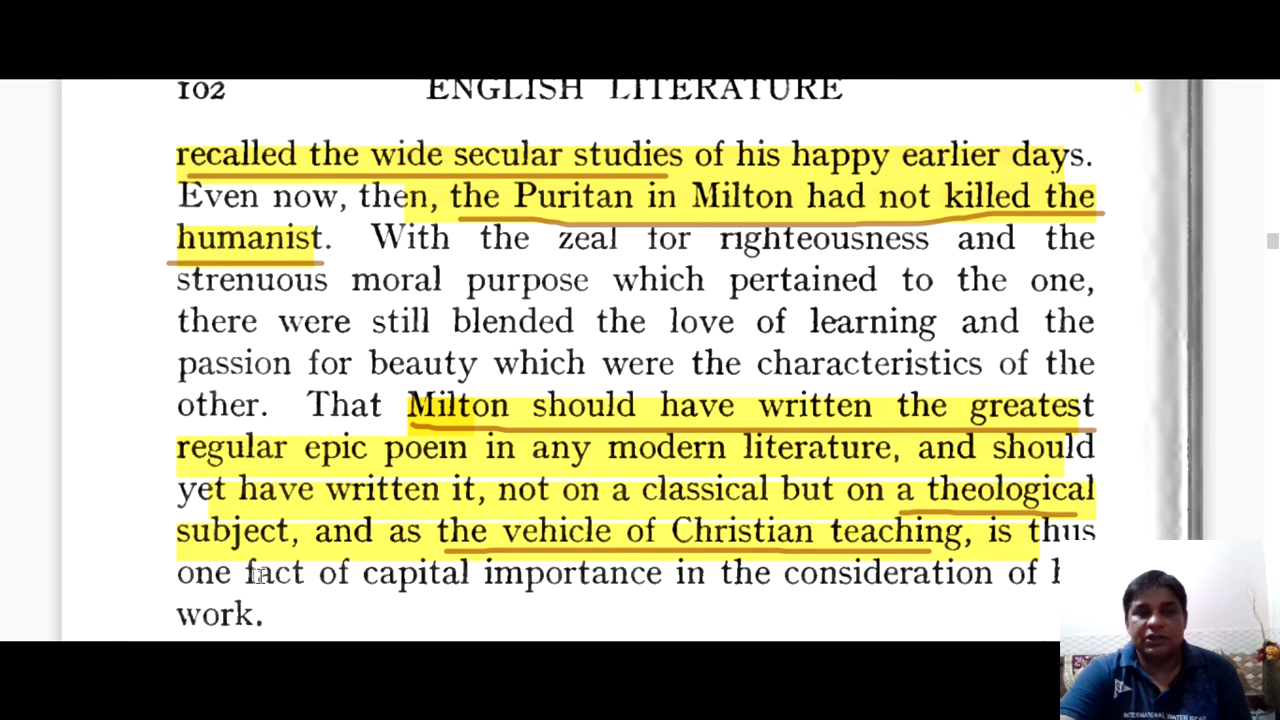 102 ENGLISH LITERATURE
recalled the wide secular studies of his happy earlier days.
Even now, then, the Puritan in Milton had not killed the
humanist. With the zeal for righteousness and the
strenuous moral purpose which pertained to the one,
there were still blended the love of learning and the
passion for beauty which were the characteristics of the
other. That Milton should have written the greatest
regular epic poem in any modern literature, and should
yet have written it, not on a classical but on a theological
subject, and as the vehicle of Christian teaching, is thus
one fact of capital importance in the consideration of
work.
INTERNATIONAL WATER